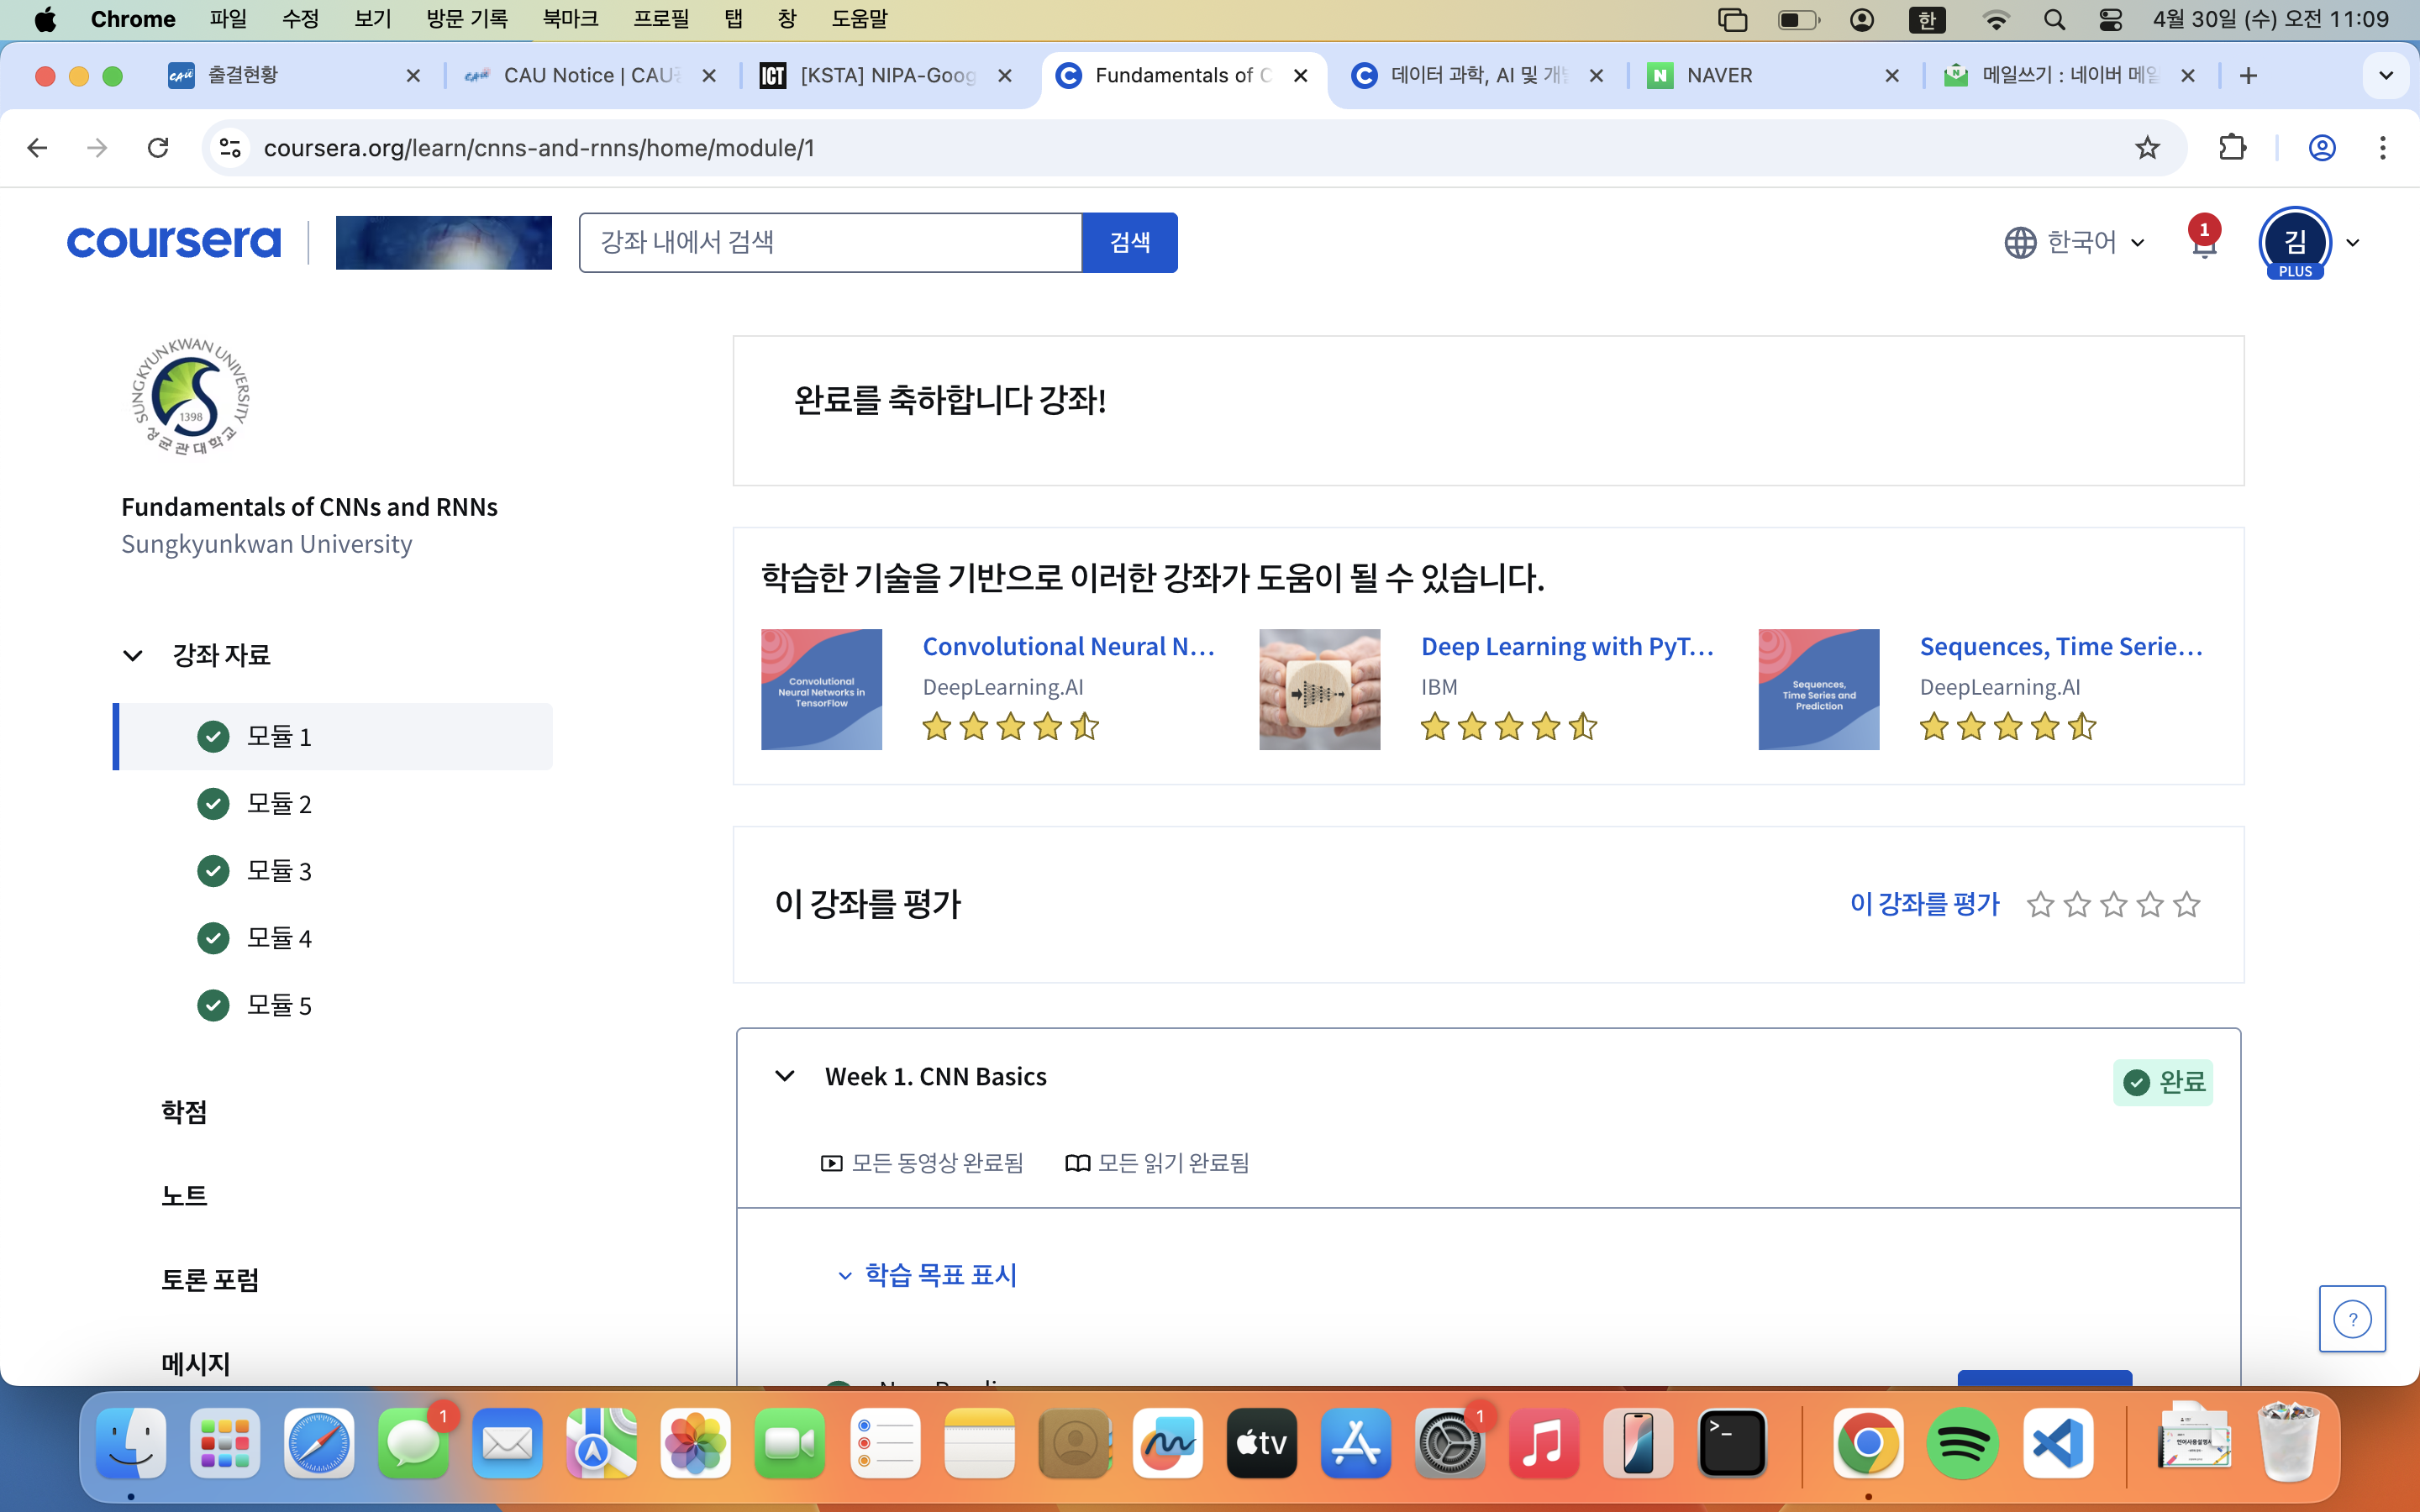 Chrome 파일 수정 보기 방문 기록 북마크 프로필 탭 창 도움말 한 4월 30일 (수) 오전 11:09
출결현황 CAU Notice | CAU ICT [KSTA] NIPA-Goog Fundamentals of C 데이터 과학, AI 및 NAVER 메일쓰기 : 네이버 메일
coursera.org/learn/cnns-and-rnns/home/module/1
coursera 강좌 내에서 검색 검색 한국어 1 김
PLUS
SUNGKYUNKWAN UNIVERSITY
1398
성균관대학교
Fundamentals of CNNs and RNNs
Sungkyunkwan University
강좌 자료
모듈 1
모듈 2
모듈 3
모듈 4
모듈 5
학점
노트
토론 포럼
메시지
완료를 축하합니다 강좌!
학습한 기술을 기반으로 이러한 강좌가 도움이 될 수 있습니다.
Convolutional
Neural Networks in
TensorFlow
Convolutional Neural N...
DeepLearning.AI
Deep Learning with PyT...
IBM
Sequences,
Time Series and
Prediction
Sequences, Time Serie...
DeepLearning.AI
이 강좌를 평가 이 강좌를 평가
Week 1. CNN Basics 완료
모든 동영상 완료됨 모든 읽기 완료됨
학습 목표 표시
?
1 tv 1